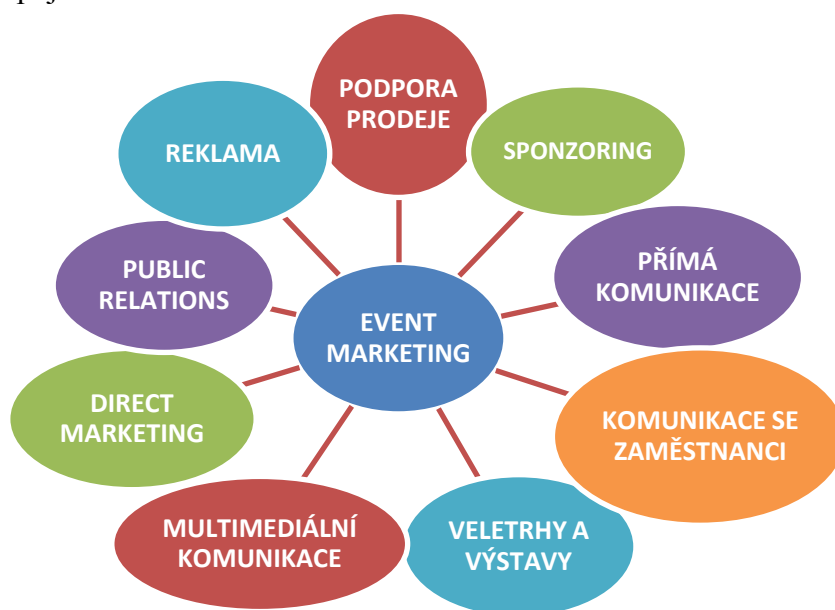 PODPORA
PRODEJE
SPONZORING
PŘÍMÁ
KOMUNIKACE
KOMUNIKACE SE
ZAMĚSTNANCI
VELETRHY A
VÝSTAVY
MULTIMEDIÁLNÍ
KOMUNIKACE
DIRECT
MARKETING
PUBLIC
RELATIONS
REKLAMA
EVENT
MARKETING